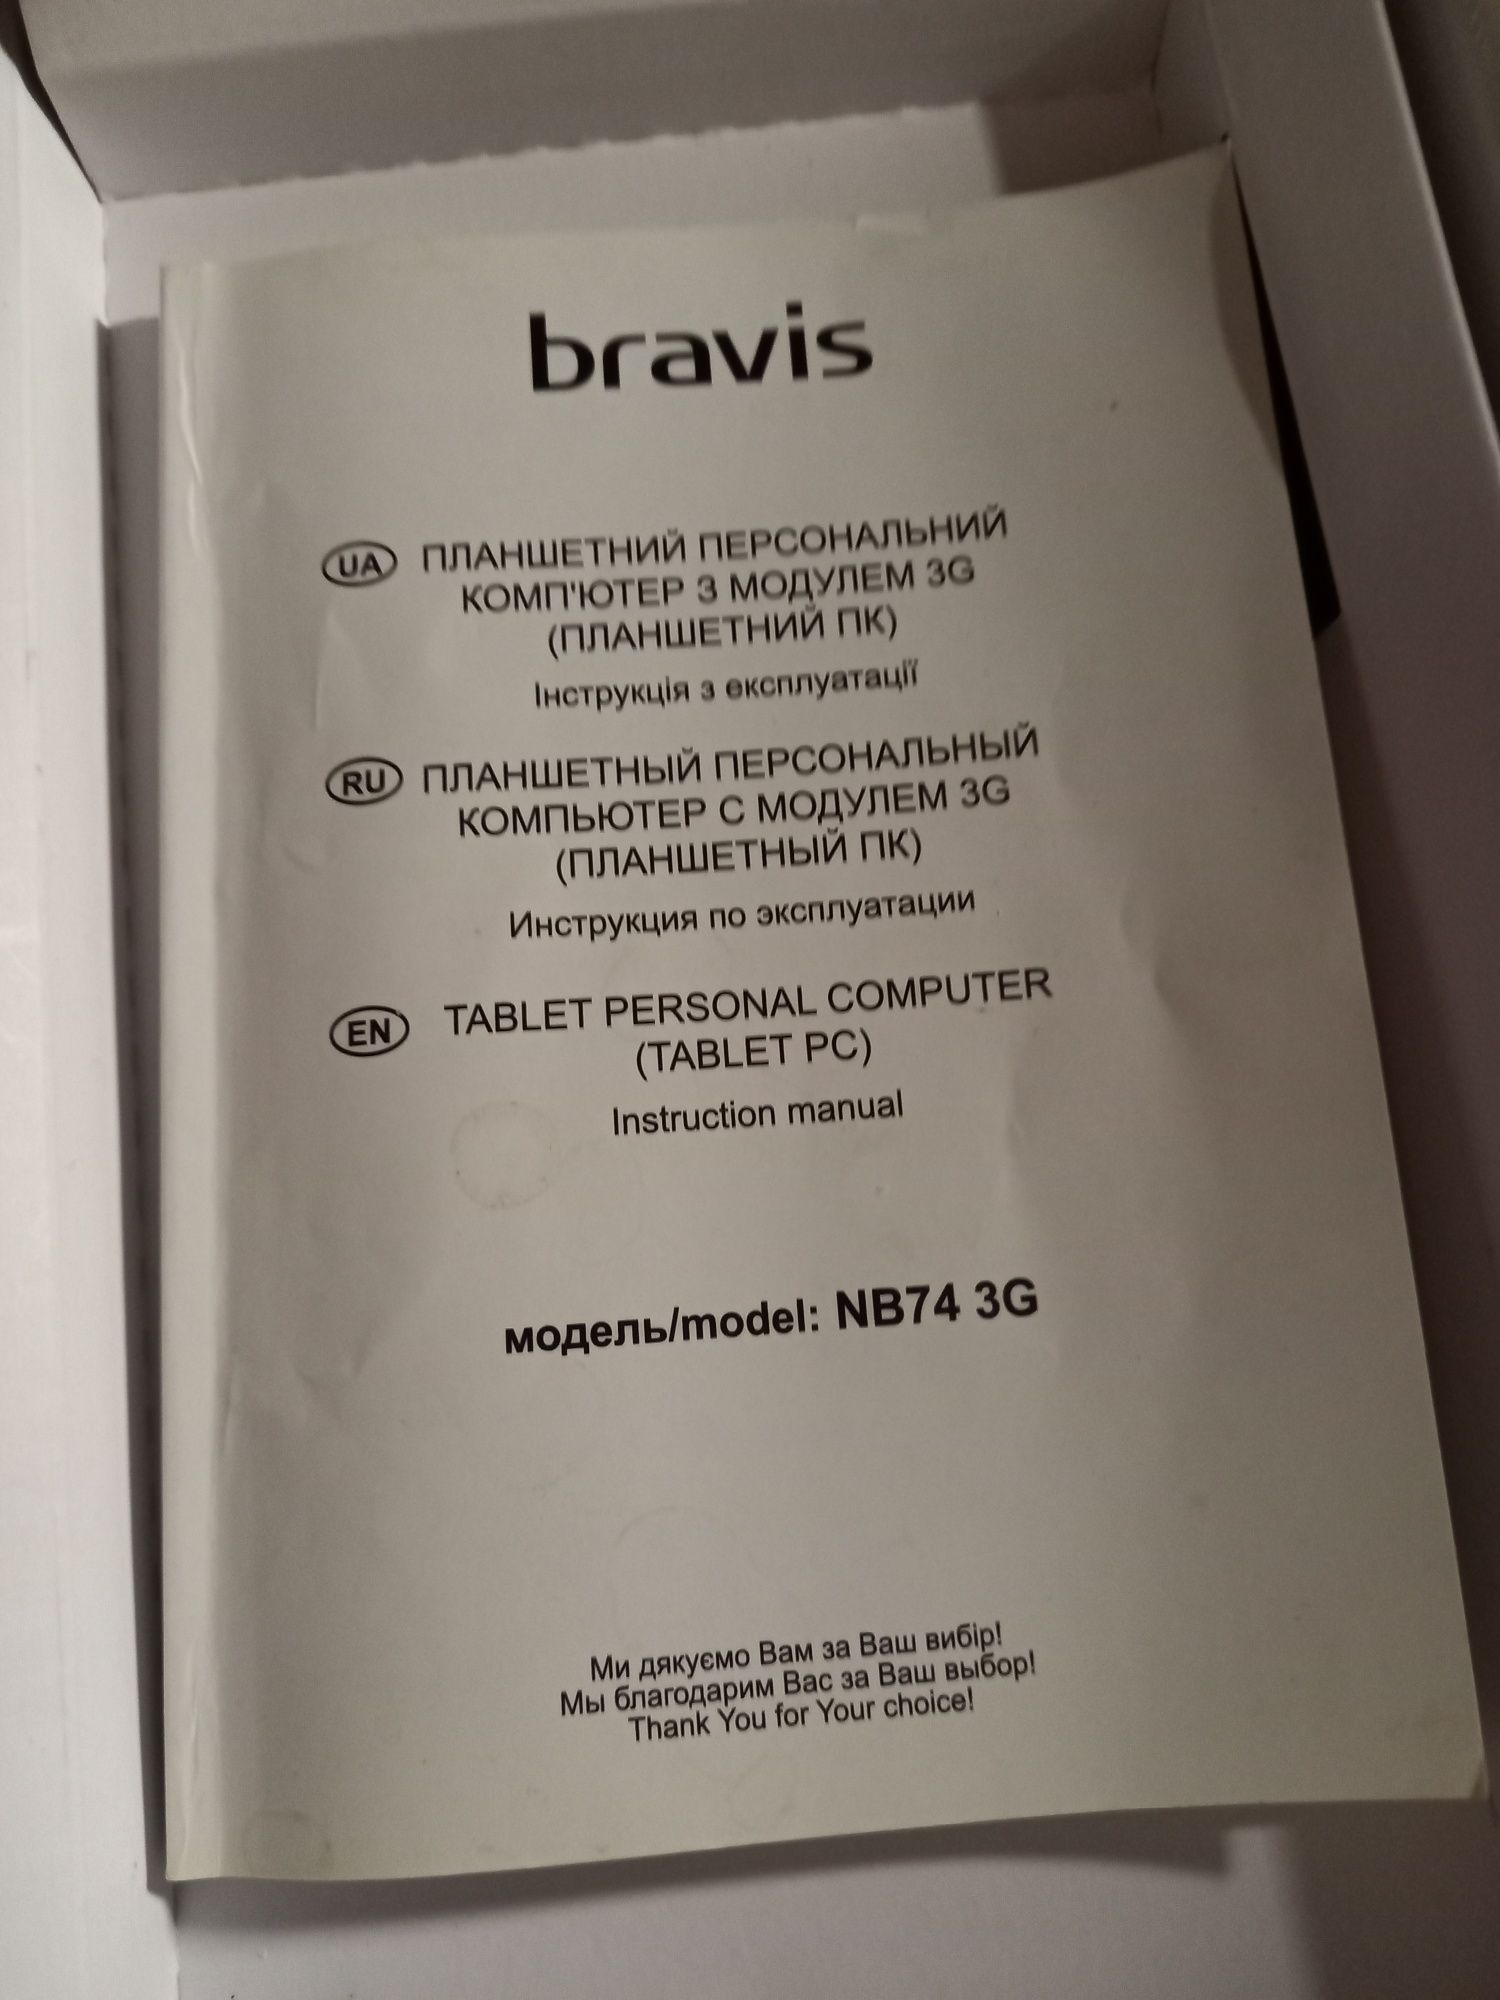 bravis
UA ПЛАНШЕТНИЙ ПЕРСОНАЛЬНИЙ
КОМП'ЮТЕР З МОДУЛЕМ 3G
(ПЛАНШЕТНИЙ ПК)
Інструкція з експлуатації
RU ПЛАНШЕТНЫЙ ПЕРСОНАЛЬНЫЙ
КОМПЬЮТЕР С МОДУЛЕМ 3G
(ПЛАНШЕТНЫЙ ПК)
Инструкция по эксплуатации
EN TABLET PERSONAL COMPUTER
(TABLET PC)
Instruction manual
модель/model: NB74 3G
Ми дякуємо Вам за Ваш вибір!
Мы благодарим Вас за Ваш выбор!
Thank You for Your choice!